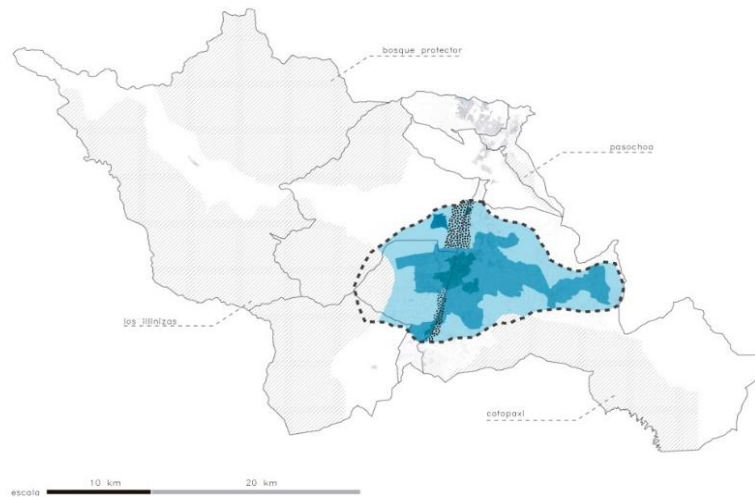 bosque protector
pasochoa
los illinizas
cotopaxi
10 km
20 km
escala